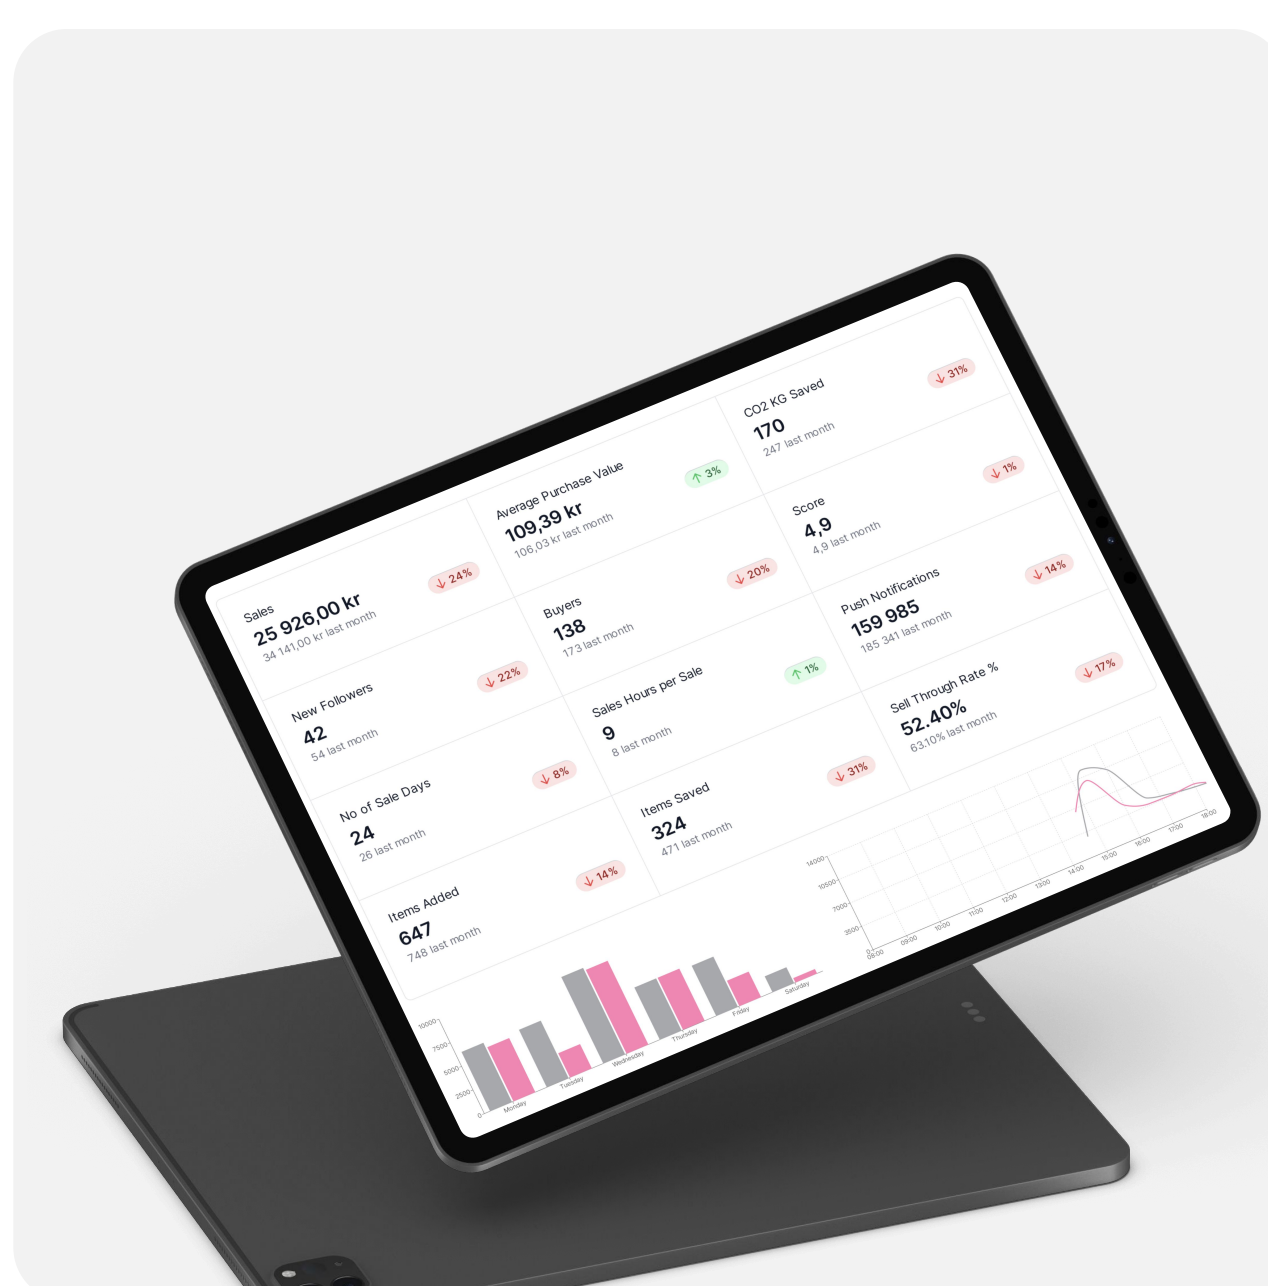 Sales
25 926,00 kr
34 141,00 kr last month
24%
Average Purchase Value
109,39 kr
106,03 kr last month
3%
CO2 KG Saved
170
247 last month
31%
New Followers
42
54 last month
22%
Buyers
138
173 last month
20%
Score
4,9
4,9 last month
1%
No of Sale Days
24
26 last month
8%
Sales Hours per Sale
9
8 last month
1%
Push Notifications
159 985
185 341 last month
14%
Items Added
647
748 last month
14%
Items Saved
324
471 last month
31%
Sell Through Rate %
52.40%
63.10% last month
17%
10000
7500
5000
2500
0
Monday
Tuesday
Wednesday
Thursday
Friday
Saturday
14000
10500
7000
3500
0
08:00
09:00
10:00
11:00
12:00
13:00
14:00
15:00
16:00
17:00
18:00